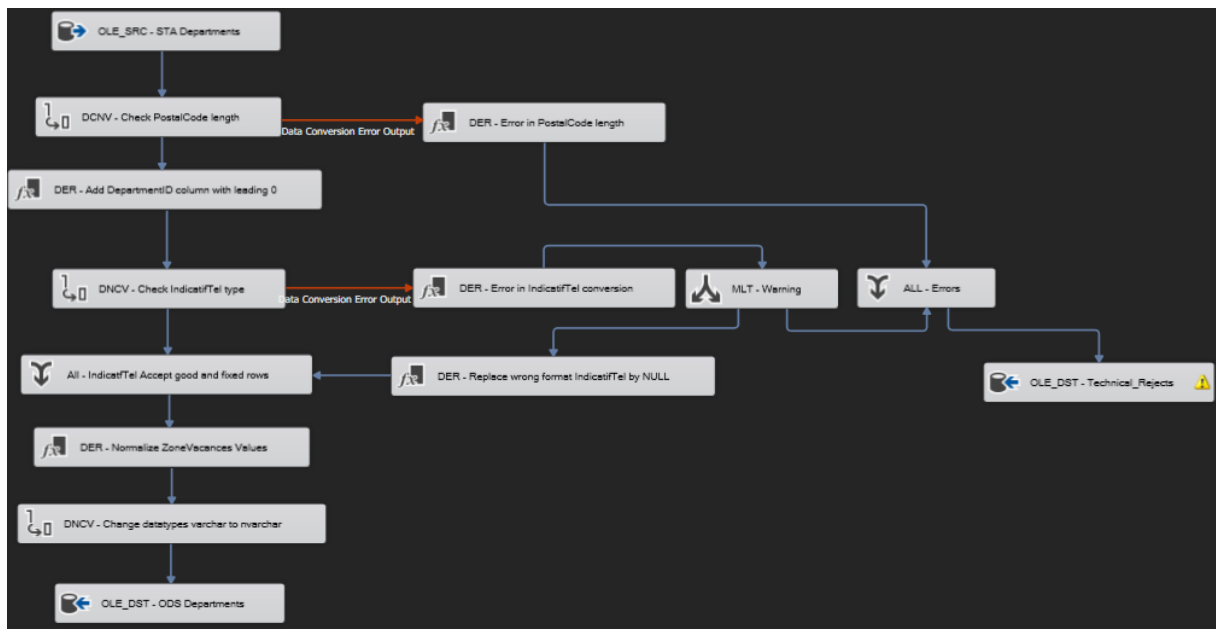 OLE_SRC - STA Departments
DCNV - Check PostalCode length
Data Conversion Error Output
DER - Error in PostalCode length
DER - Add DepartmentID column with leading 0
DNCV - Check IndicatifTel type
Data Conversion Error Output
DER - Error in IndicatifTel conversion
MLT - Warning
ALL - Errors
All - IndicatifTel Accept good and fixed rows
DER - Replace wrong format IndicatifTel by NULL
OLE_DST - Technical_Rejects
DER - Normalize ZoneVacances Values
DNCV - Change datatypes varchar to nvarchar
OLE_DST - ODS Departments